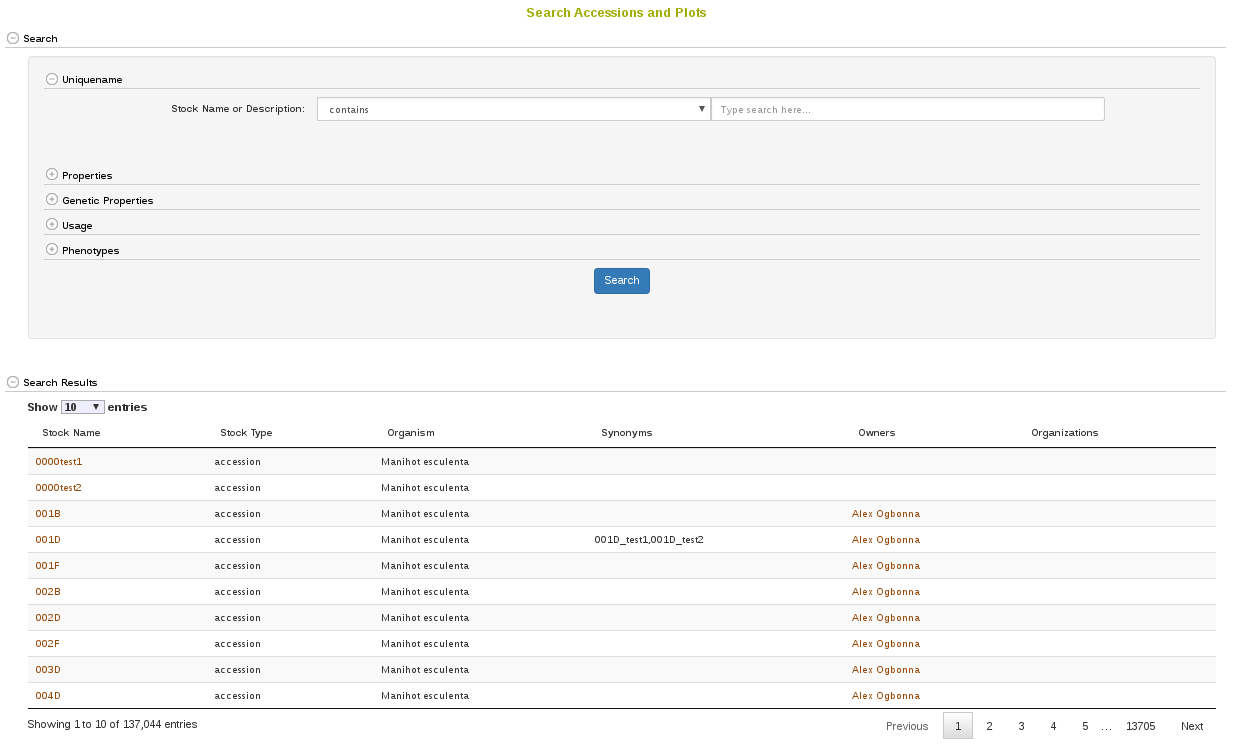 Search Accessions and Plots
Search
Uniquename
Stock Name or Description: contains Type search here...
Properties
Genetic Properties
Usage
Phenotypes
Search
Search Results
Show 10 entries
Stock Name Stock Type Organism Synonyms Owners Organizations
0000test1 accession Manihot esculenta
0000test2 accession Manihot esculenta
001B accession Manihot esculenta Alex Ogbonna
001D accession Manihot esculenta 001D_test1,001D_test2 Alex Ogbonna
001F accession Manihot esculenta Alex Ogbonna
002B accession Manihot esculenta Alex Ogbonna
002D accession Manihot esculenta Alex Ogbonna
002F accession Manihot esculenta Alex Ogbonna
003D accession Manihot esculenta Alex Ogbonna
004D accession Manihot esculenta Alex Ogbonna
Showing 1 to 10 of 137,044 entries Previous 1 2 3 4 5 ... 13705 Next